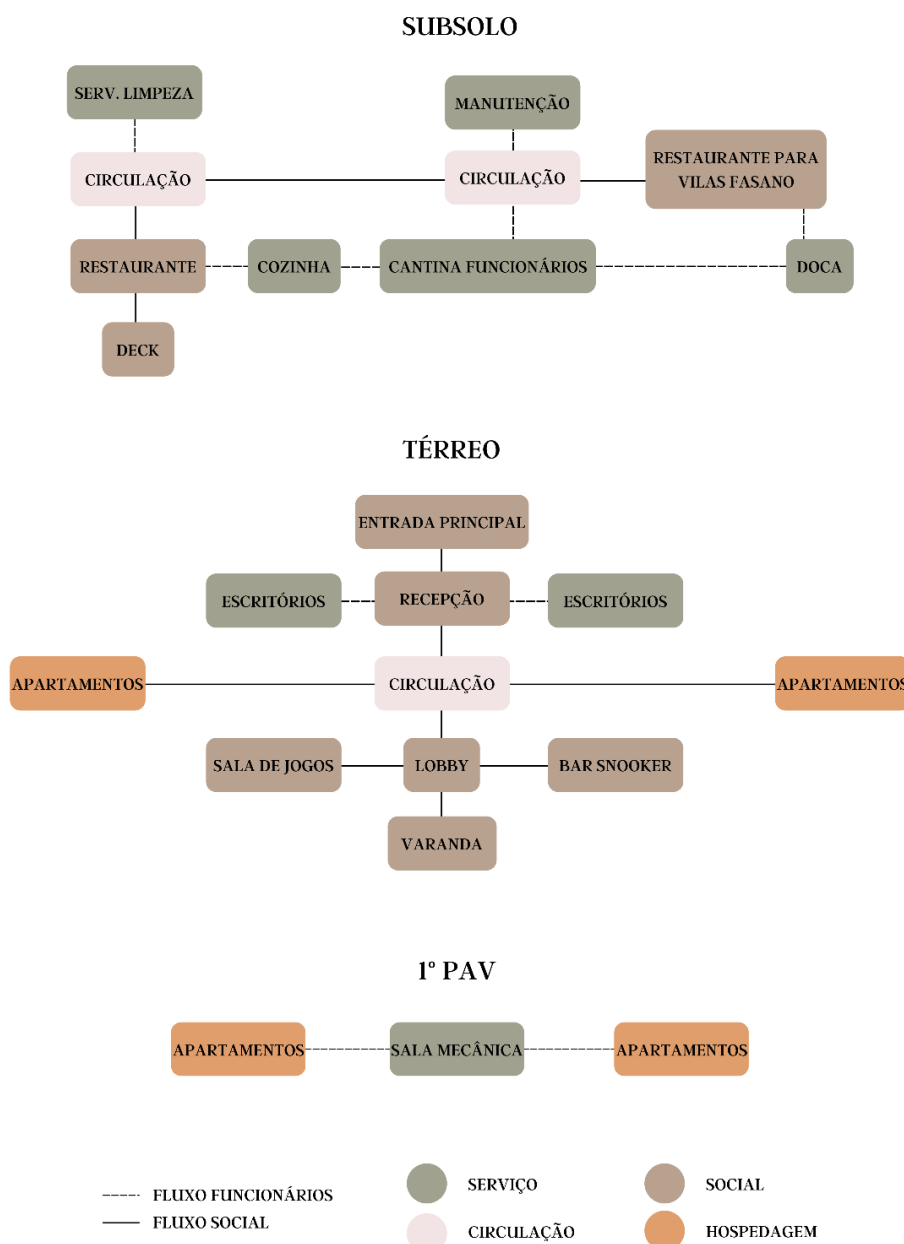 SUBSOLO
SERV. LIMPEZA
MANUTENÇÃO
CIRCULAÇÃO
CIRCULAÇÃO
RESTAURANTE PARA
VILAS FASANO
RESTAURANTE
COZINHA
CANTINA FUNCIONÁRIOS
DOCA
DECK
TÉRREO
ENTRADA PRINCIPAL
ESCRITÓRIOS
RECEPÇÃO
ESCRITÓRIOS
APARTAMENTOS
CIRCULAÇÃO
APARTAMENTOS
SALA DE JOGOS
LOBBY
BAR SNOOKER
VARANDA
1º PAV
APARTAMENTOS
SALA MECÂNICA
APARTAMENTOS
FLUXO FUNCIONÁRIOS
FLUXO SOCIAL
SERVIÇO
CIRCULAÇÃO
SOCIAL
HOSPEDAGEM